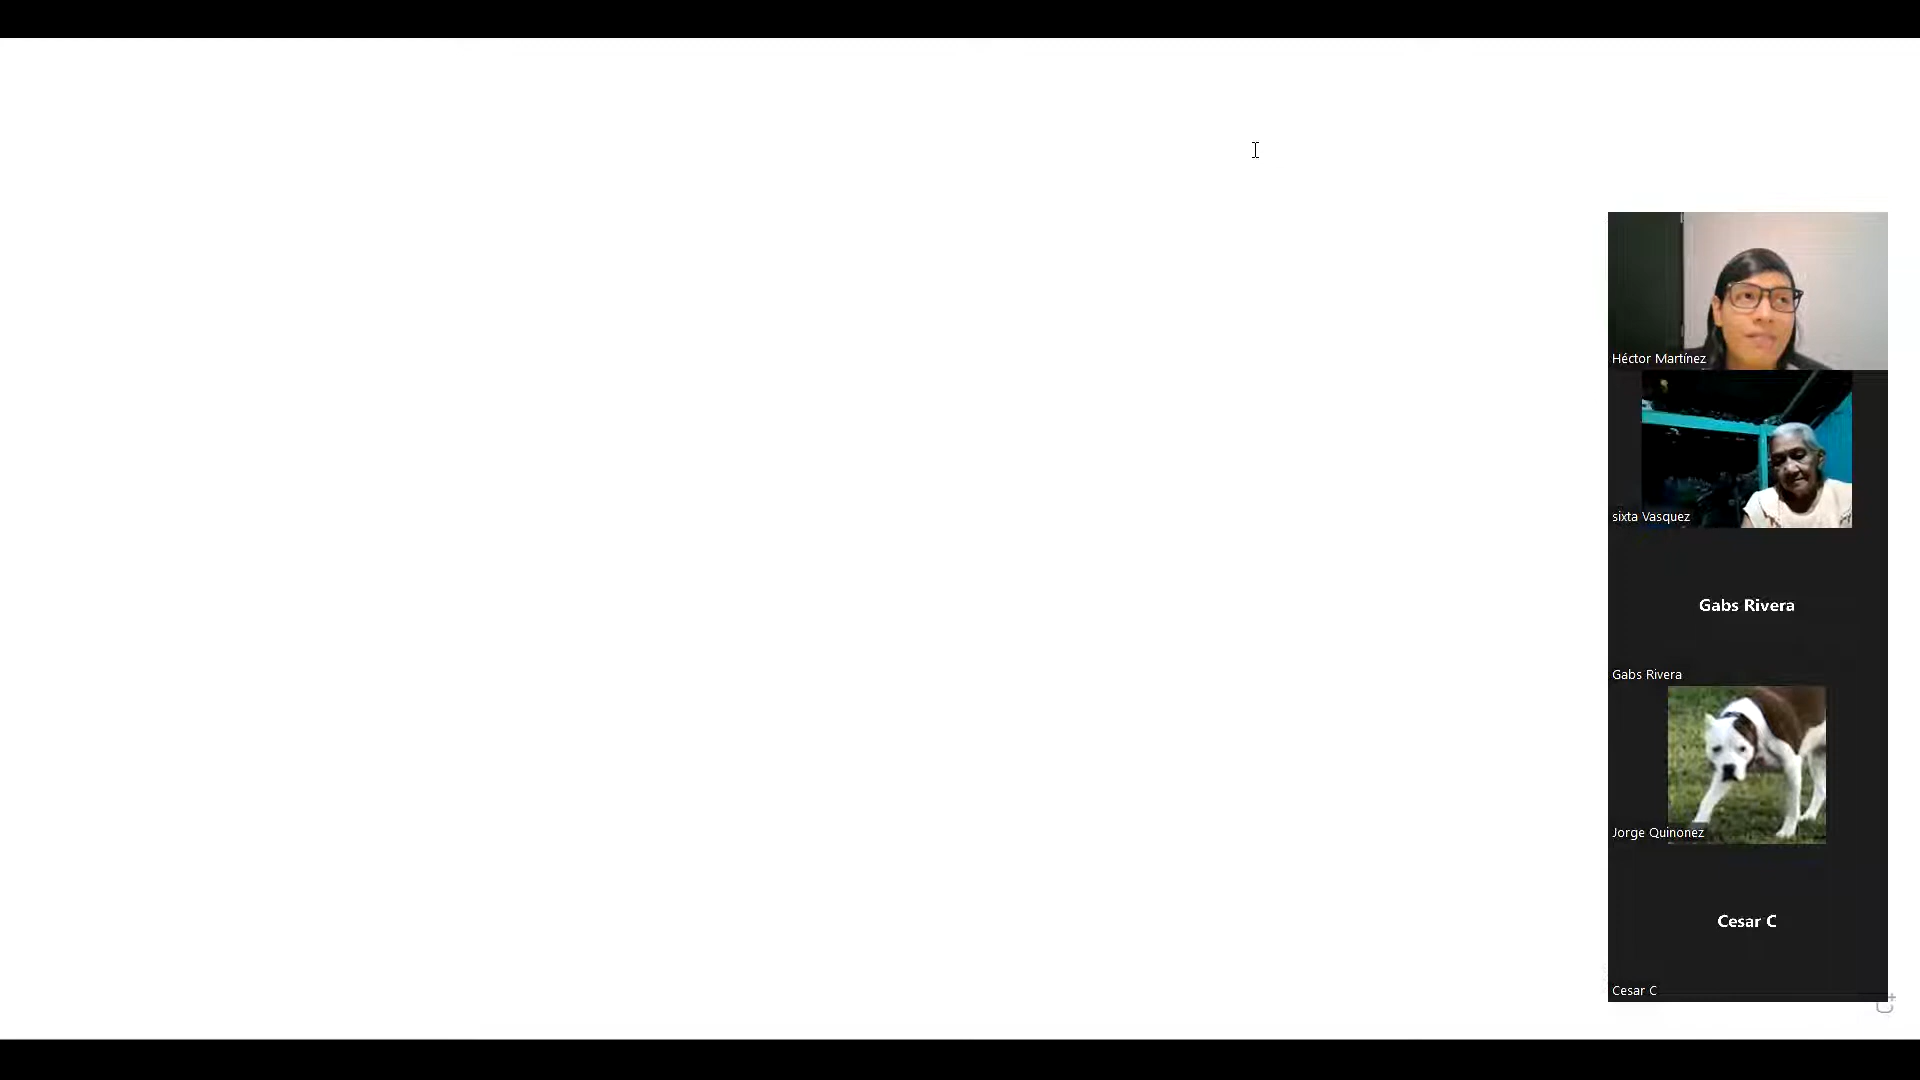 Héctor Martínez
sixta Vasquez
Gabs Rivera
Gabs Rivera
Jorge Quinonez
Cesar C
Cesar C